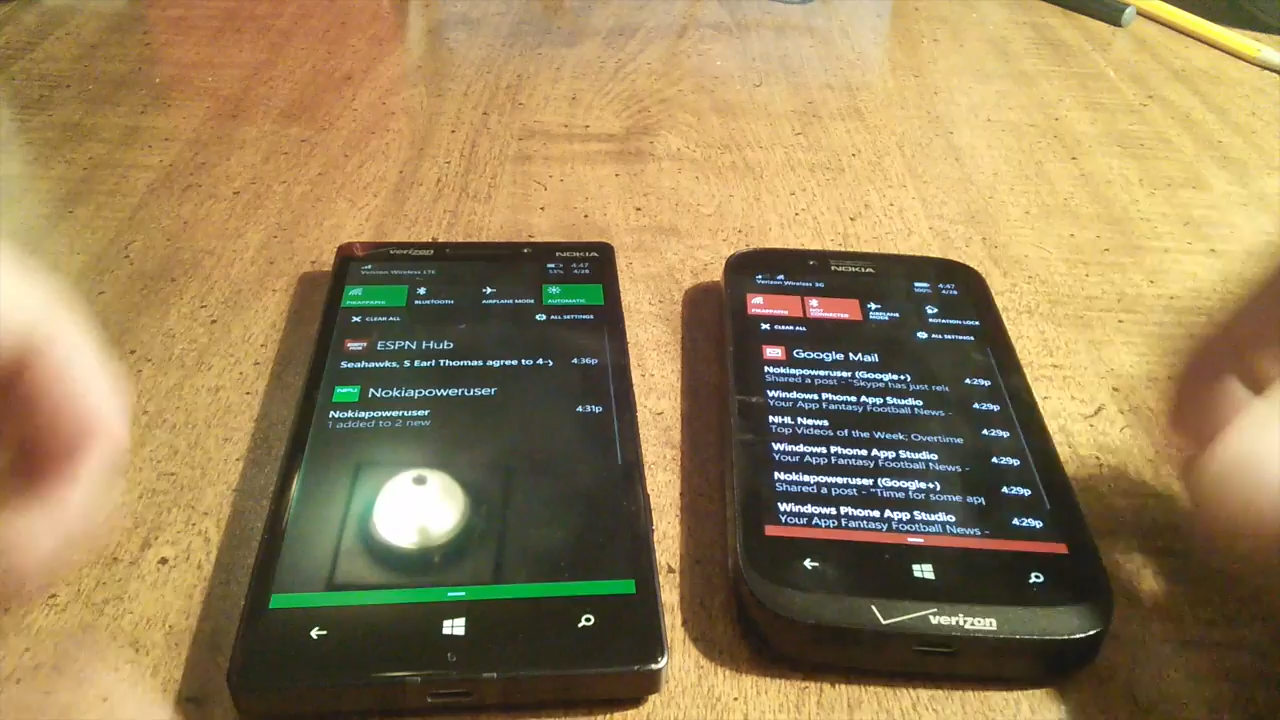 verizon
NOKIA
Verizon Wireless LTE
4:47
53% 4/28
PIKAPPAPHI
BLUETOOTH
AIRPLANE MODE
AUTOMATIC
CLEAR ALL
ALL SETTINGS
ESPN Hub
Seahawks, S Earl Thomas agree to 4-
4:36p
NPU
Nokiapoweruser
Nokiapoweruser
4:31p
1 added to 2 new
NOKIA
Verizon Wireless 3G
4:47
100% 4/28
PIKAPPAPHI
NOT CONNECTED
AIRPLANE MODE
ROTATION LOCK
CLEAR ALL
ALL SETTINGS
Google Mail
Nokiapoweruser (Google+)
4:29p
Shared a post - "Skype has just rele
Windows Phone App Studio
4:29p
Your App Fantasy Football News -
NHL News
4:29p
Top Videos of the Week; Overtime
Windows Phone App Studio
4:29p
Your App Fantasy Football News -
Nokiapoweruser (Google+)
4:29p
Shared a post - "Time for some app
Windows Phone App Studio
4:29p
Your App Fantasy Football News -
verizon